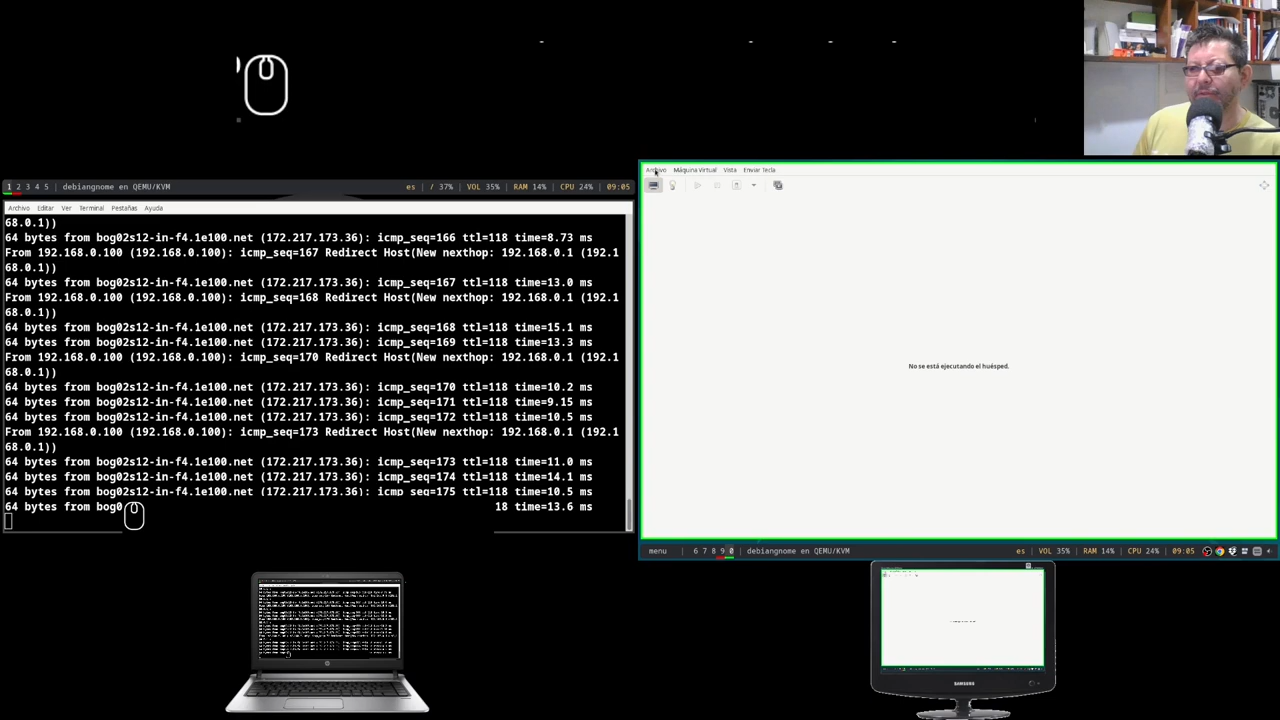 1 2 3 4 5 | debiangnome en QEMU/KVM
es | / 37% | VOL 35% | RAM 14% | CPU 24% | 09:05
Archivo Editar Ver Terminal Pestañas Ayuda
68.0.1))
64 bytes from bog02s12-in-f4.1e100.net (172.217.173.36): icmp_seq=166 ttl=118 time=8.73 ms
From 192.168.0.100 (192.168.0.100): icmp_seq=167 Redirect Host(New nexthop: 192.168.0.1 (192.1
68.0.1))
64 bytes from bog02s12-in-f4.1e100.net (172.217.173.36): icmp_seq=167 ttl=118 time=13.0 ms
From 192.168.0.100 (192.168.0.100): icmp_seq=168 Redirect Host(New nexthop: 192.168.0.1 (192.1
68.0.1))
64 bytes from bog02s12-in-f4.1e100.net (172.217.173.36): icmp_seq=168 ttl=118 time=15.1 ms
64 bytes from bog02s12-in-f4.1e100.net (172.217.173.36): icmp_seq=169 ttl=118 time=13.3 ms
From 192.168.0.100 (192.168.0.100): icmp_seq=170 Redirect Host(New nexthop: 192.168.0.1 (192.1
68.0.1))
64 bytes from bog02s12-in-f4.1e100.net (172.217.173.36): icmp_seq=170 ttl=118 time=10.2 ms
64 bytes from bog02s12-in-f4.1e100.net (172.217.173.36): icmp_seq=171 ttl=118 time=9.15 ms
64 bytes from bog02s12-in-f4.1e100.net (172.217.173.36): icmp_seq=172 ttl=118 time=10.5 ms
From 192.168.0.100 (192.168.0.100): icmp_seq=173 Redirect Host(New nexthop: 192.168.0.1 (192.1
68.0.1))
64 bytes from bog02s12-in-f4.1e100.net (172.217.173.36): icmp_seq=173 ttl=118 time=11.0 ms
64 bytes from bog02s12-in-f4.1e100.net (172.217.173.36): icmp_seq=174 ttl=118 time=14.1 ms
64 bytes from bog02s12-in-f4.1e100.net (172.217.173.36): icmp_seq=175 ttl=118 time=10.5 ms
64 bytes from bog0 18 time=13.6 ms
Archivo Máquina Virtual Vista Enviar Tecla
No se está ejecutando el huésped.
menu | 6 7 8 9 0 | debiangnome en QEMU/KVM
es | VOL 35% | RAM 14% | CPU 24% | 09:05
SAMSUNG